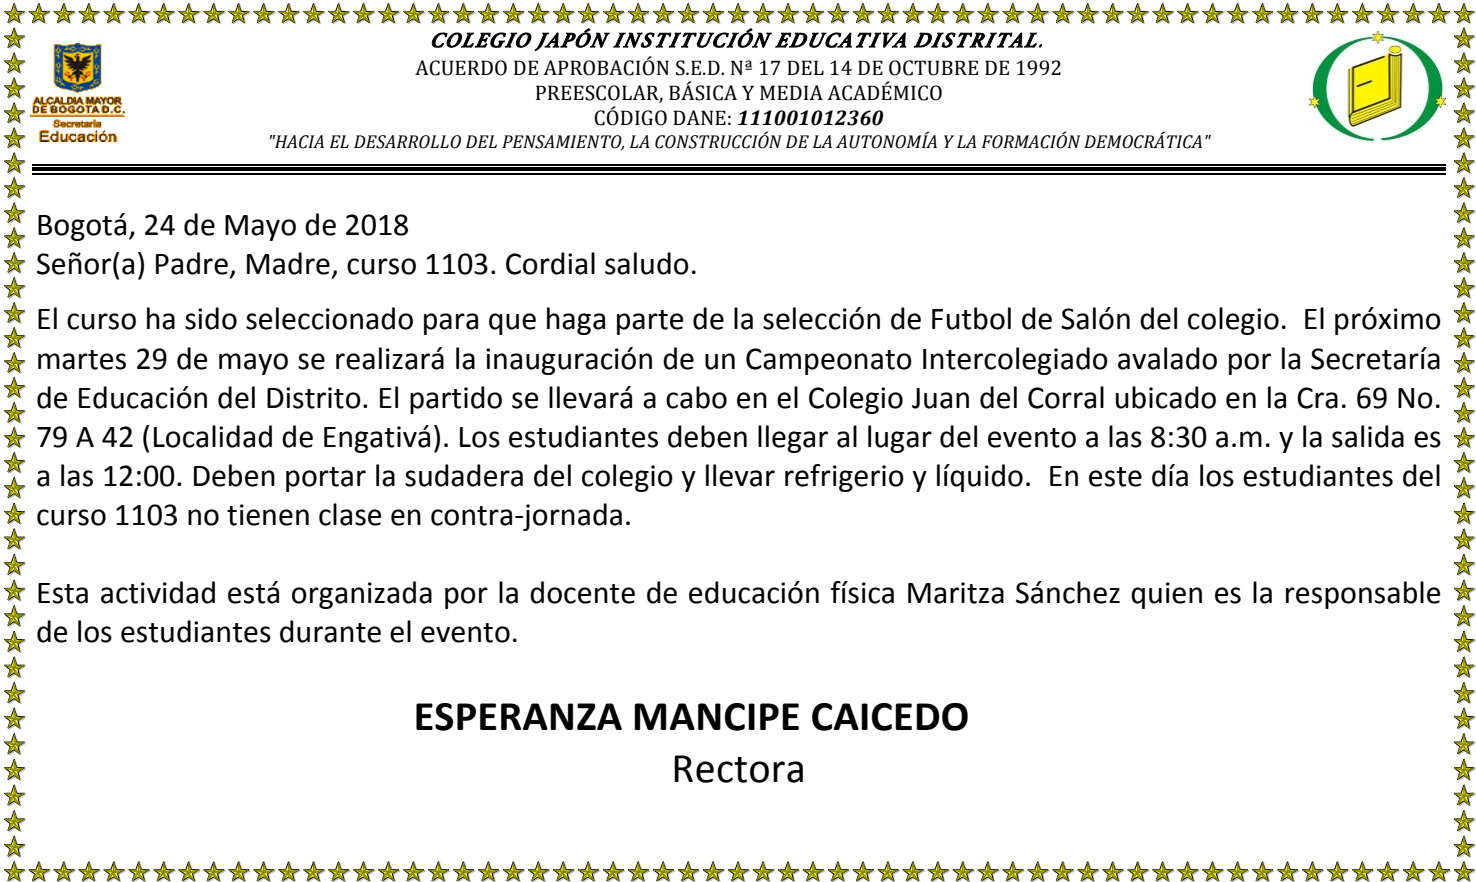 COLEGIO JAPÓN INSTITUCIÓN EDUCATIVA DISTRITAL.
ACUERDO DE APROBACIÓN S.E.D. Nª 17 DEL 14 DE OCTUBRE DE 1992
PREESCOLAR, BÁSICA Y MEDIA ACADÉMICO
CÓDIGO DANE: 111001012360
"HACIA EL DESARROLLO DEL PENSAMIENTO, LA CONSTRUCCIÓN DE LA AUTONOMÍA Y LA FORMACIÓN DEMOCRÁTICA"
ALCALDIA MAYOR
DE BOGOTA D.C.
Secretaría
Educación
Bogotá, 24 de Mayo de 2018
Señor(a) Padre, Madre, curso 1103. Cordial saludo.
El curso ha sido seleccionado para que haga parte de la selección de Futbol de Salón del colegio. El próximo
martes 29 de mayo se realizará la inauguración de un Campeonato Intercolegiado avalado por la Secretaría
de Educación del Distrito. El partido se llevará a cabo en el Colegio Juan del Corral ubicado en la Cra. 69 No.
79 A 42 (Localidad de Engativá). Los estudiantes deben llegar al lugar del evento a las 8:30 a.m. y la salida es
a las 12:00. Deben portar la sudadera del colegio y llevar refrigerio y líquido. En este día los estudiantes del
curso 1103 no tienen clase en contra-jornada.
Esta actividad está organizada por la docente de educación física Maritza Sánchez quien es la responsable
de los estudiantes durante el evento.
ESPERANZA MANCIPE CAICEDO
Rectora